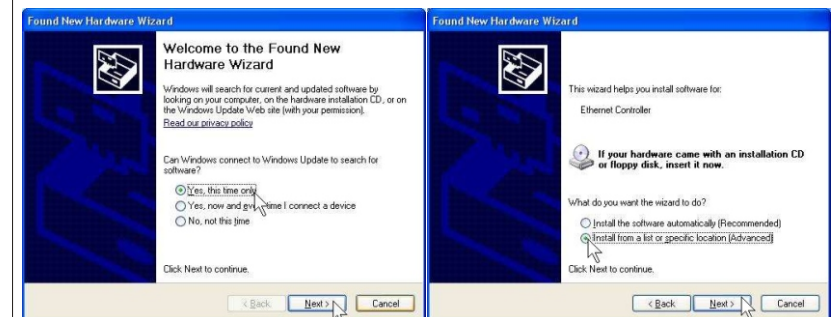 Found New Hardware Wizard
Welcome to the Found New
Hardware Wizard
Windows will search for current and updated software by
looking on your computer, on the hardware installation CD, or on
the Windows Update Web site (with your permission).
Read our privacy policy
Can Windows connect to Windows Update to search for
software?
Yes, this time only
Yes, now and every time I connect a device
No, not this time
Click Next to continue.
< Back
Next >
Cancel
Found New Hardware Wizard
This wizard helps you install software for:
Ethernet Controller
If your hardware came with an installation CD
or floppy disk, insert it now.
What do you want the wizard to do?
Install the software automatically (Recommended)
Install from a list or specific location (Advanced)
Click Next to continue.
< Back
Next >
Cancel